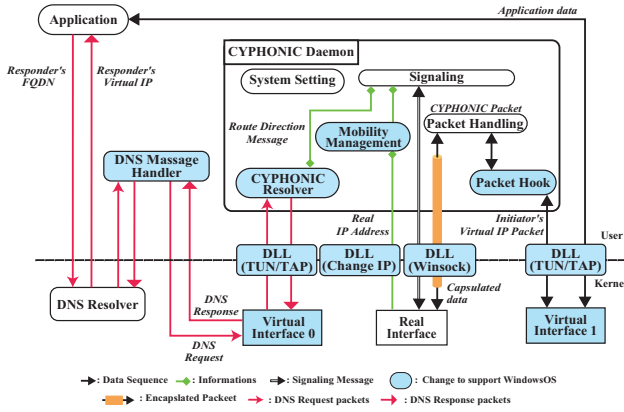 Application
Application data
CYPHONIC Daemon
Responder's
FQDN
Responder's
Virtual IP
System Setting
Signaling
CYPHONIC Packet
Packet Handling
Route Direction
Message
Mobility
Management
DNS Massage
Handler
CYPHONIC
Resolver
Packet Hook
Real
IP Address
Initiator's
Virtual IP Packet
User
DLL
(TUN/TAP)
DLL
(Change IP)
DLL
(Winsock)
DLL
(TUN/TAP)
Kerne
DNS Resolver
DNS
Response
Capsulated
data
Virtual
Interface 0
Real
Interface
Virtual
Interface 1
DNS
Request
: Data Sequence
: Informations
: Signaling Message
: Change to support WindowsOS
: Encapslated Packeet
: DNS Request packets
: DNS Response packets